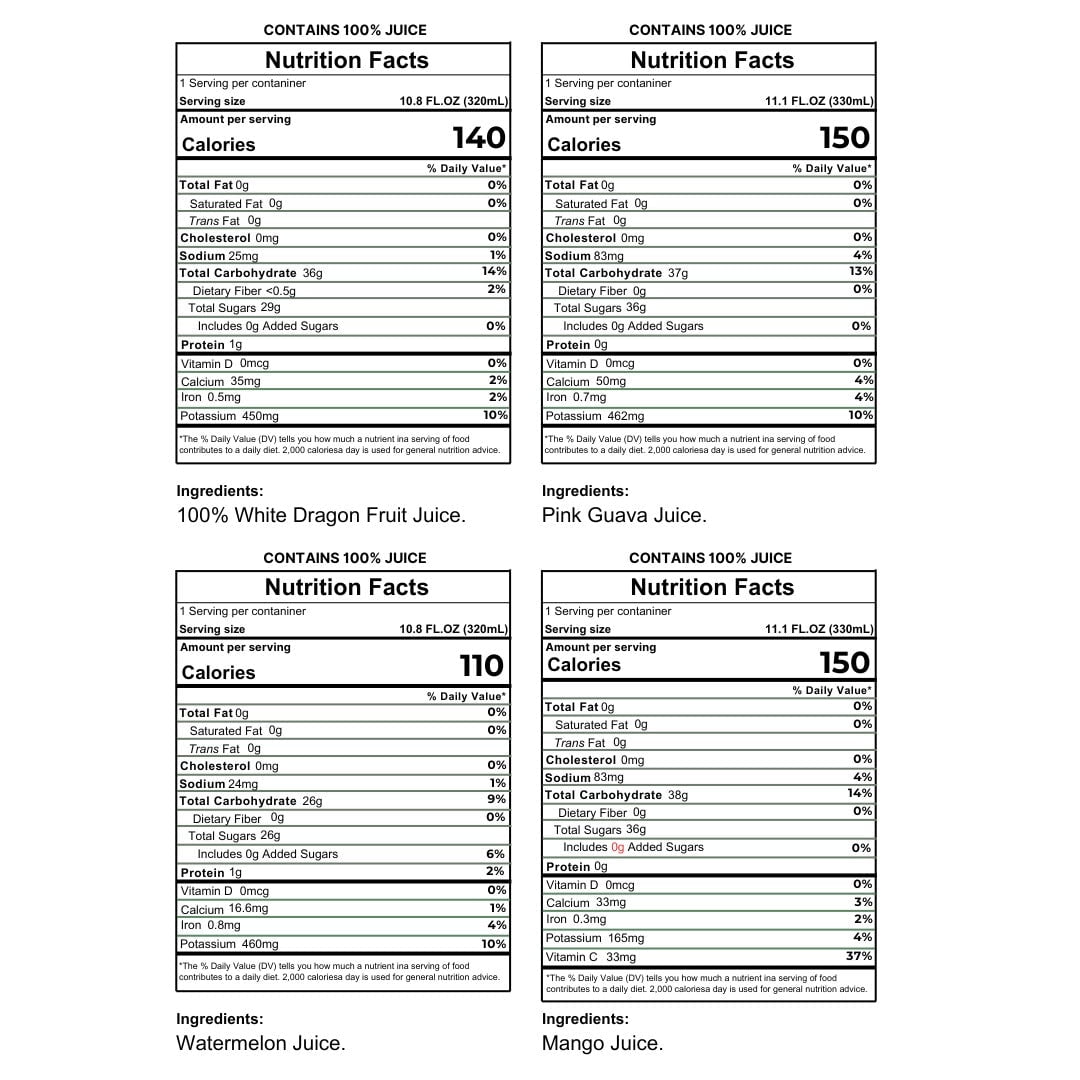 CONTAINS 100% JUICE
Nutrition Facts
1 Serving per contaniner
Serving size 10.8 FL.OZ (320mL)
Amount per serving
Calories 140
% Daily Value*
Total Fat 0g 0%
Saturated Fat 0g 0%
Trans Fat 0g
Cholesterol 0mg 0%
Sodium 25mg 1%
Total Carbohydrate 36g 14%
Dietary Fiber <0.5g 2%
Total Sugars 29g
Includes 0g Added Sugars 0%
Protein 1g
Vitamin D 0mcg 0%
Calcium 35mg 2%
Iron 0.5mg 2%
Potassium 450mg 10%
*The % Daily Value (DV) tells you how much a nutrient ina serving of food
contributes to a daily diet. 2,000 caloriesa day is used for general nutrition advice.
Ingredients:
100% White Dragon Fruit Juice.
CONTAINS 100% JUICE
Nutrition Facts
1 Serving per contaniner
Serving size 11.1 FL.OZ (330mL)
Amount per serving
Calories 150
% Daily Value*
Total Fat 0g 0%
Saturated Fat 0g 0%
Trans Fat 0g
Cholesterol 0mg 0%
Sodium 83mg 4%
Total Carbohydrate 37g 13%
Dietary Fiber 0g 0%
Total Sugars 36g
Includes 0g Added Sugars 0%
Protein 0g
Vitamin D 0mcg 0%
Calcium 50mg 4%
Iron 0.7mg 4%
Potassium 462mg 10%
*The % Daily Value (DV) tells you how much a nutrient ina serving of food
contributes to a daily diet. 2,000 caloriesa day is used for general nutrition advice.
Ingredients:
Pink Guava Juice.
CONTAINS 100% JUICE
Nutrition Facts
1 Serving per contaniner
Serving size 10.8 FL.OZ (320mL)
Amount per serving
Calories 110
% Daily Value*
Total Fat 0g 0%
Saturated Fat 0g 0%
Trans Fat 0g
Cholesterol 0mg 0%
Sodium 24mg 1%
Total Carbohydrate 26g 9%
Dietary Fiber 0g 0%
Total Sugars 26g
Includes 0g Added Sugars 6%
Protein 1g 2%
Vitamin D 0mcg 0%
Calcium 16.6mg 1%
Iron 0.8mg 4%
Potassium 460mg 10%
*The % Daily Value (DV) tells you how much a nutrient ina serving of food
contributes to a daily diet. 2,000 caloriesa day is used for general nutrition advice.
Ingredients:
Watermelon Juice.
CONTAINS 100% JUICE
Nutrition Facts
1 Serving per contaniner
Serving size 11.1 FL.OZ (330mL)
Amount per serving
Calories 150
% Daily Value*
Total Fat 0g 0%
Saturated Fat 0g 0%
Trans Fat 0g
Cholesterol 0mg 0%
Sodium 83mg 4%
Total Carbohydrate 38g 14%
Dietary Fiber 0g 0%
Total Sugars 36g
Includes 0g Added Sugars 0%
Protein 0g
Vitamin D 0mcg 0%
Calcium 33mg 3%
Iron 0.3mg 2%
Potassium 165mg 4%
Vitamin C 33mg 37%
*The % Daily Value (DV) tells you how much a nutrient ina serving of food
contributes to a daily diet. 2,000 caloriesa day is used for general nutrition advice.
Ingredients:
Mango Juice.